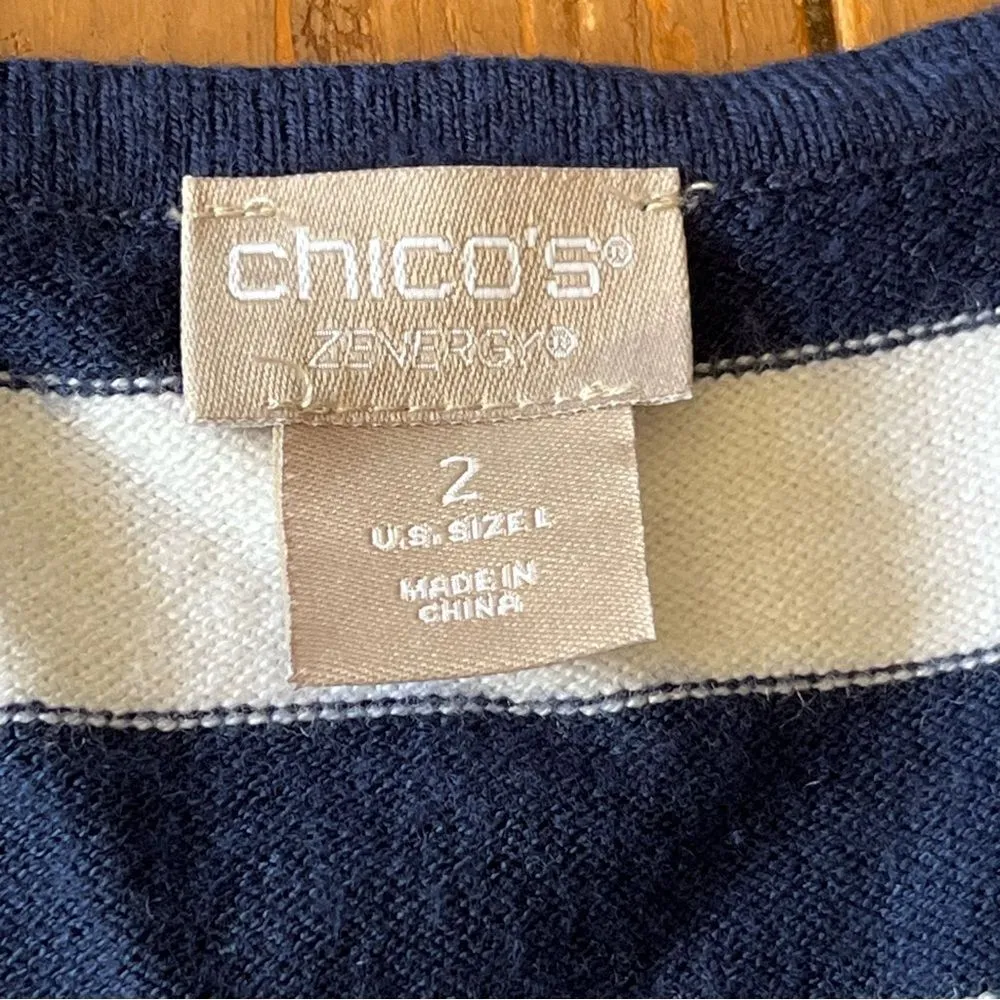 chico's®
ZENERGY®
2
U.S. SIZE L
MADE IN
CHINA